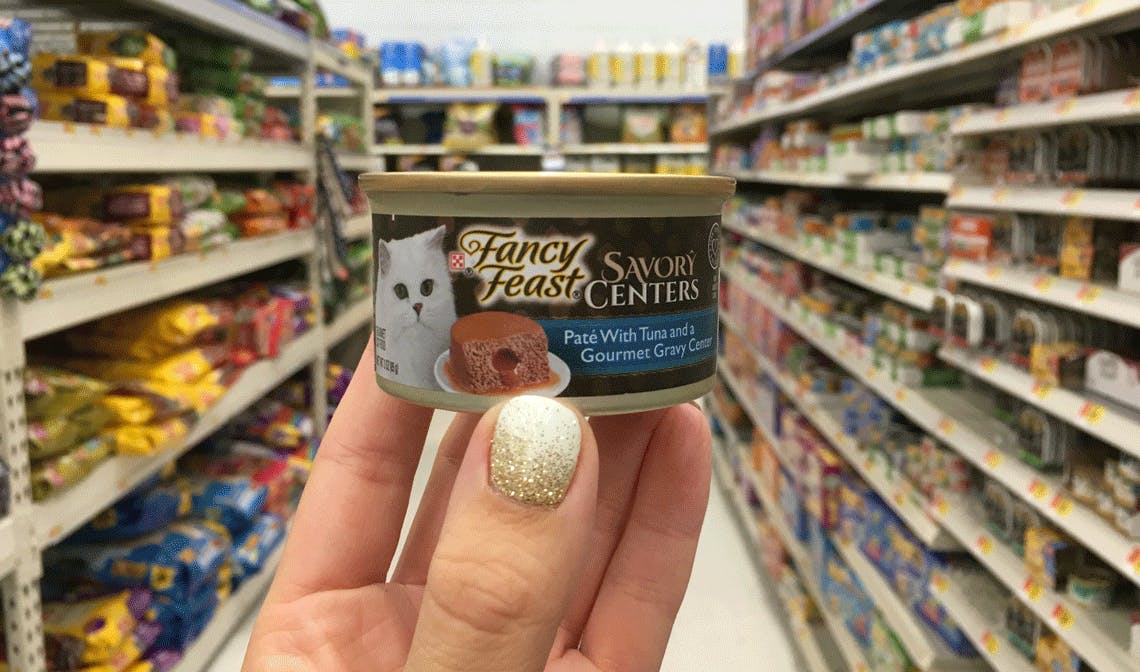 Fancy
Feast®
SAVORY
CENTERS
Paté With Tuna and a
Gourmet Gravy Center